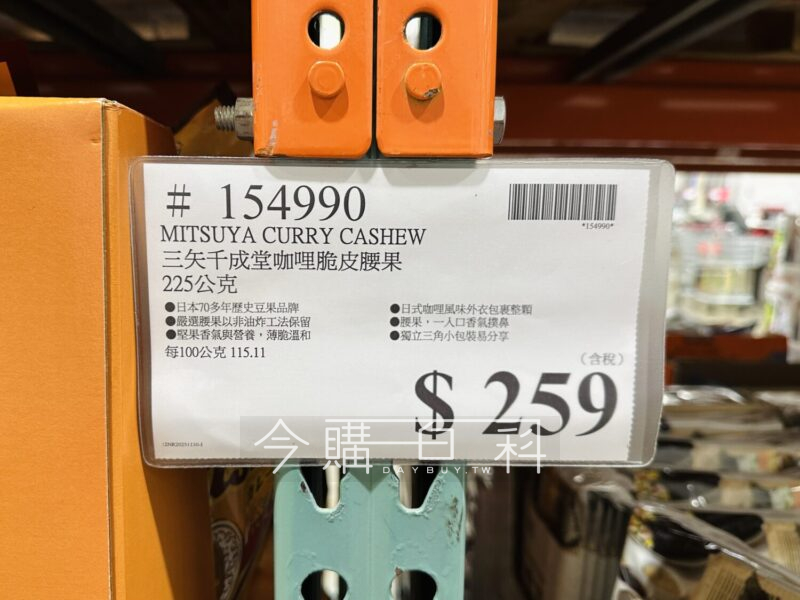 # 154990
*154990*
MITSUYA CURRY CASHEW
三矢千成堂咖哩脆皮腰果
225公克
●日本70多年歷史豆果品牌
●嚴選腰果以非油炸工法保留
●堅果香氣與營養，薄脆溫和
●日式咖哩風味外衣包裹整顆
●腰果，一入口香氣撲鼻
●獨立三角小包裝易分享
每100公克 115.11
(含稅)
$ 259
今購百科
DAYBUY.TW